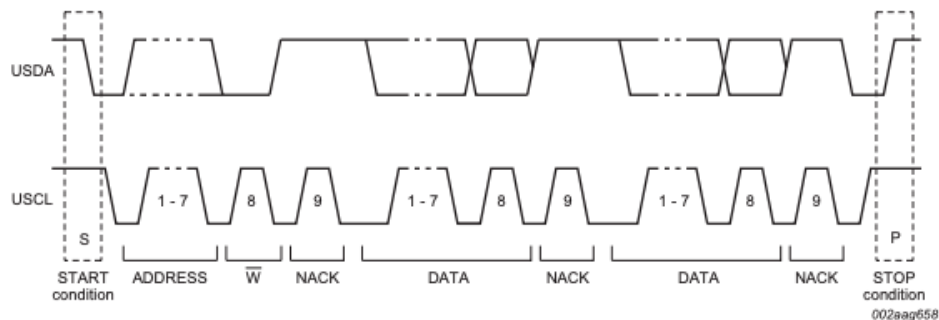 USDA
USCL
1 - 7 8 9 1 - 7 8 9 1 - 7 8 9
S P
START condition ADDRESS W̅ NACK DATA NACK DATA NACK STOP condition
002aag658